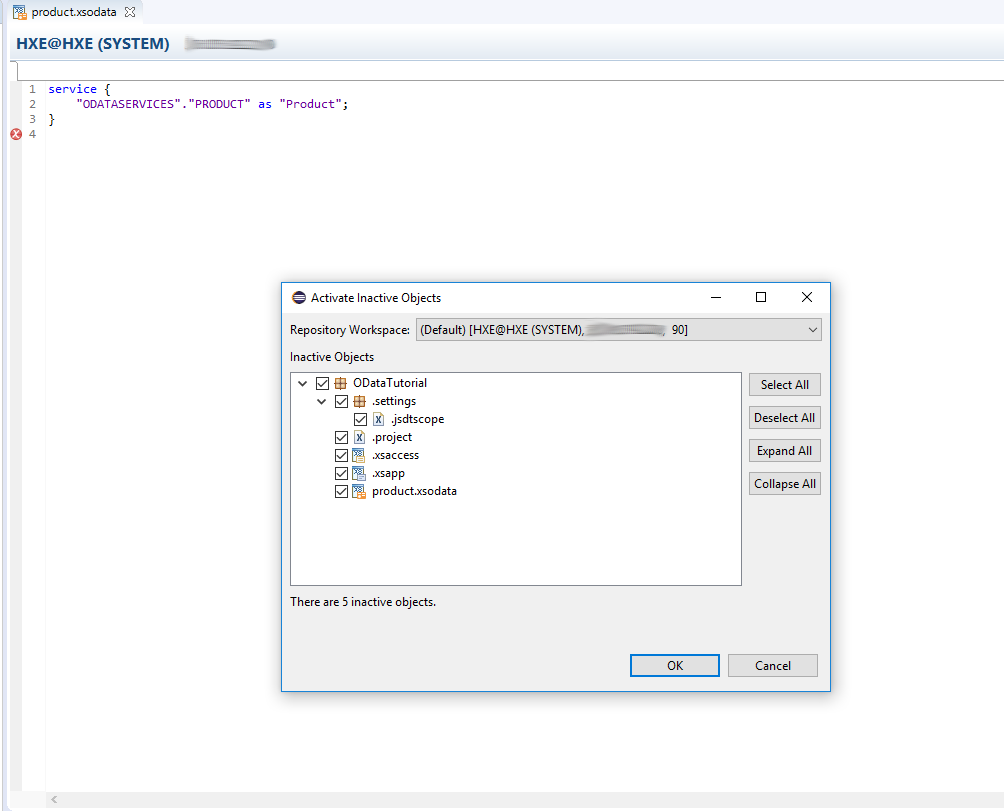 product.xsodata
HXE@HXE (SYSTEM)
1 service {
2 "ODATASERVICES"."PRODUCT" as "Product";
3 }
4
Activate Inactive Objects
Repository Workspace: (Default) [HXE@HXE (SYSTEM), 90]
Inactive Objects
ODataTutorial
.settings
.jsdtscope
.project
.xsaccess
.xsapp
product.xsodata
Select All
Deselect All
Expand All
Collapse All
There are 5 inactive objects.
OK Cancel